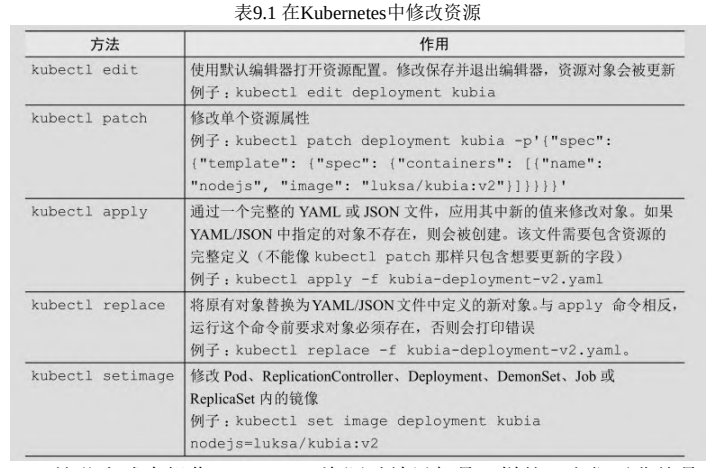 表9.1 在Kubernetes中修改资源
方法 作用
kubectl edit 使用默认编辑器打开资源配置。修改保存并退出编辑器，资源对象会被更新
例子：kubectl edit deployment kubia
kubectl patch 修改单个资源属性
例子：kubectl patch deployment kubia -p'{"spec":
{"template": {"spec": {"containers": [{"name":
"nodejs", "image": "luksa/kubia:v2"}]}}}}'
kubectl apply 通过一个完整的 YAML 或 JSON 文件，应用其中新的值来修改对象。如果
YAML/JSON 中指定的对象不存在，则会被创建。该文件需要包含资源的
完整定义（不能像 kubectl patch 那样只包含想要更新的字段）
例子：kubectl apply -f kubia-deployment-v2.yaml
kubectl replace 将原有对象替换为YAML/JSON文件中定义的新对象。与 apply 命令相反，
运行这个命令前要求对象必须存在，否则会打印错误
例子：kubectl replace -f kubia-deployment-v2.yaml。
kubectl setimage 修改 Pod、ReplicationController、Deployment、DemonSet、Job 或
ReplicaSet 内的镜像
例子：kubectl set image deployment kubia
nodejs=luksa/kubia:v2